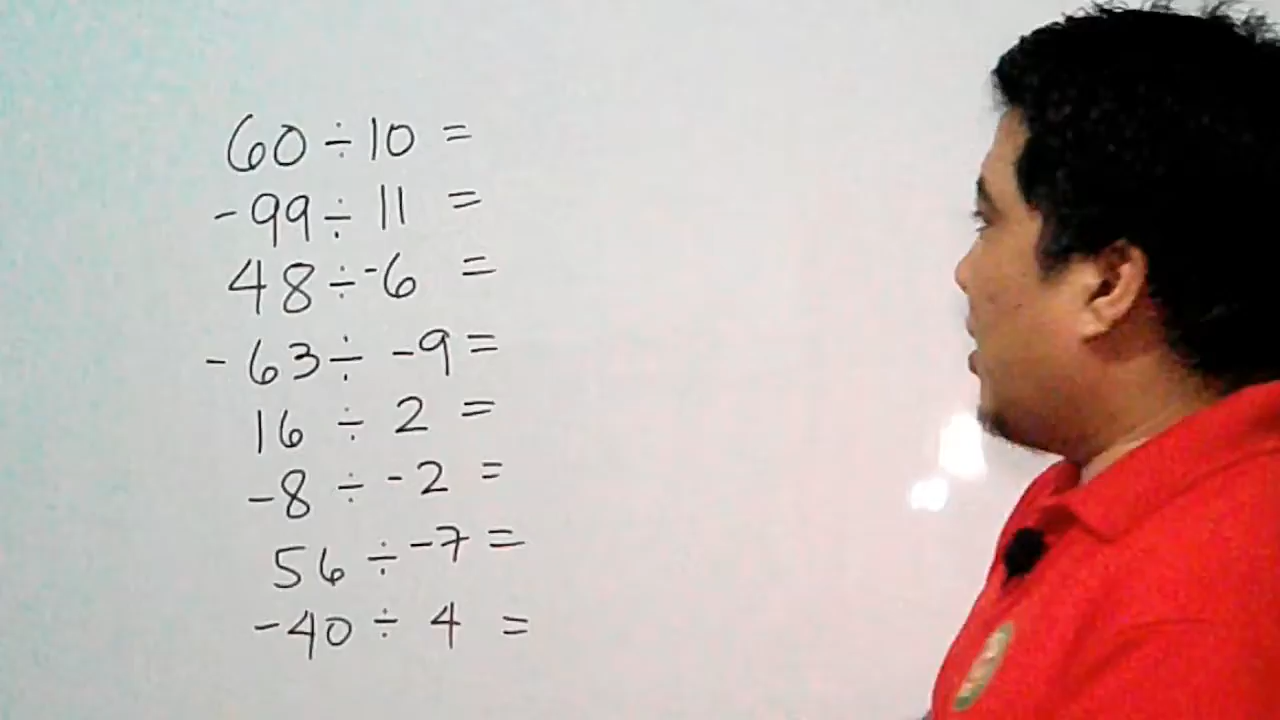 60 ÷ 10 =
-99 ÷ 11 =
48 ÷ -6 =
-63 ÷ -9 =
16 ÷ 2 =
-8 ÷ -2 =
56 ÷ -7 =
-40 ÷ 4 =